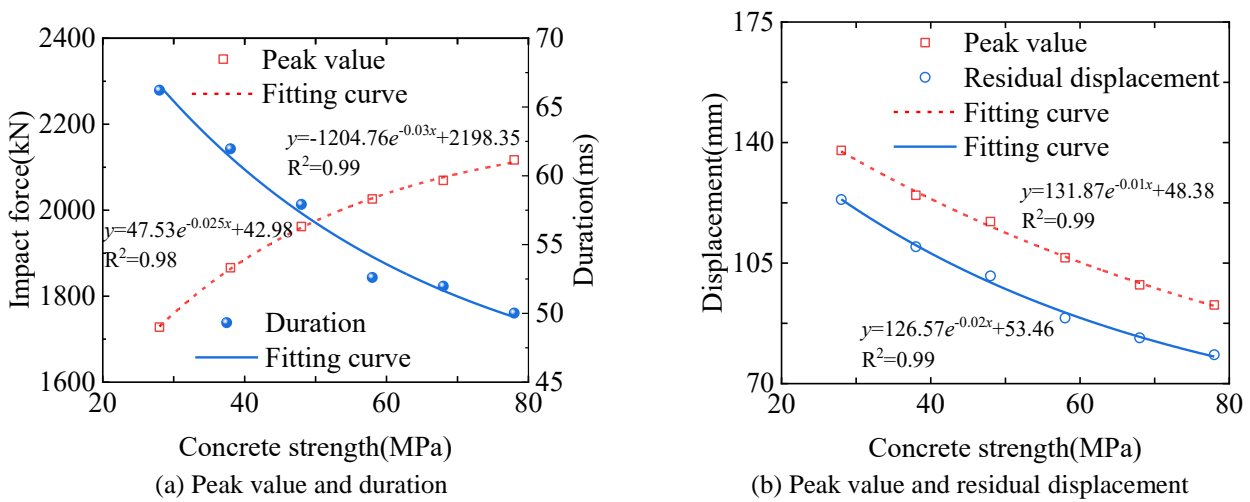 2400
2200
2000
1800
1600
Impact force(kN)
70
65
60
55
50
45
Duration(ms)
Peak value
Fitting curve
y=-1204.76e^-0.03x+2198.35
R²=0.99
y=47.53e^-0.025x+42.98
R²=0.98
Duration
Fitting curve
20 40 60 80
Concrete strength(MPa)
(a) Peak value and duration
175
140
105
70
Displacement(mm)
Peak value
Residual displacement
Fitting curve
Fitting curve
y=131.87e^-0.01x+48.38
R²=0.99
y=126.57e^-0.02x+53.46
R²=0.99
20 40 60 80
Concrete strength(MPa)
(b) Peak value and residual displacement